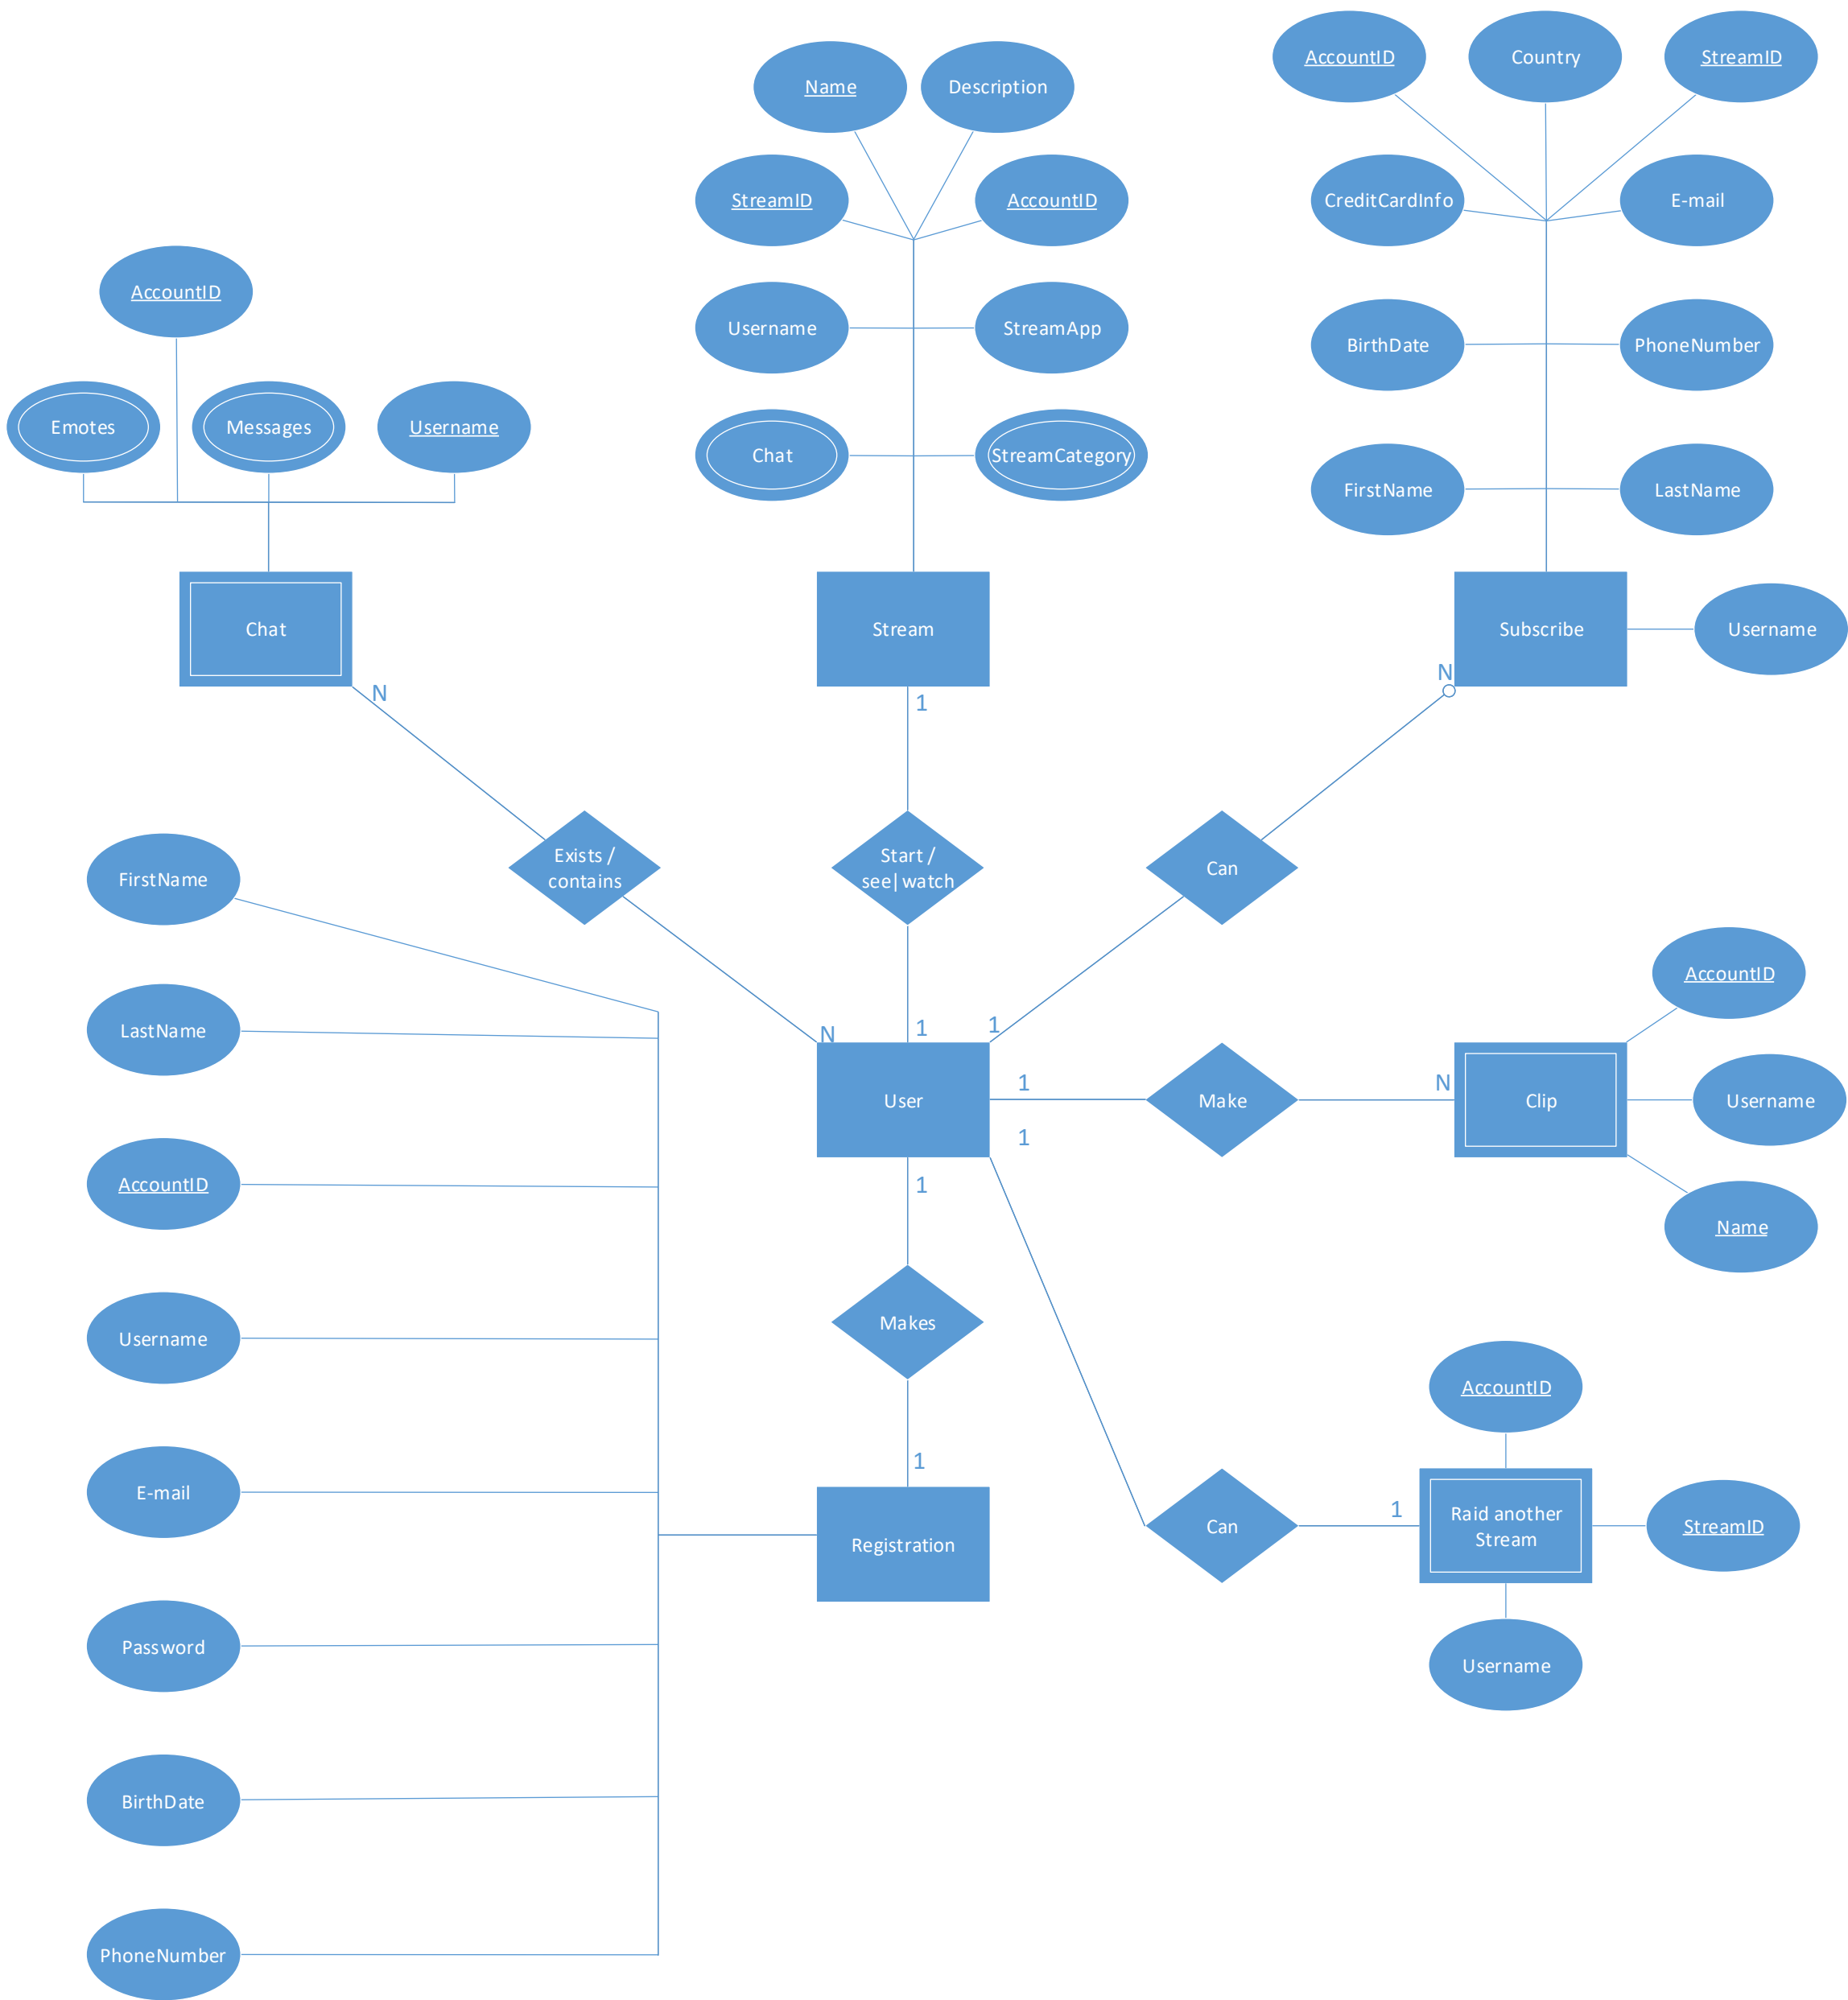 AccountID
Country
StreamID
Name
Description
CreditCardInfo
E-mail
StreamID
AccountID
AccountID
Username
StreamApp
BirthDate
PhoneNumber
Emotes
Messages
Username
Chat
StreamCategory
FirstName
LastName
Chat
Stream
Subscribe
Username
N
1
N
Exists /
contains
Start /
see|watch
Can
FirstName
AccountID
LastName
N
1
1
User
1
Make
N
Clip
Username
1
AccountID
1
Name
Username
Makes
AccountID
E-mail
1
Can
1
Raid another
Stream
StreamID
Registration
Password
Username
BirthDate
PhoneNumber